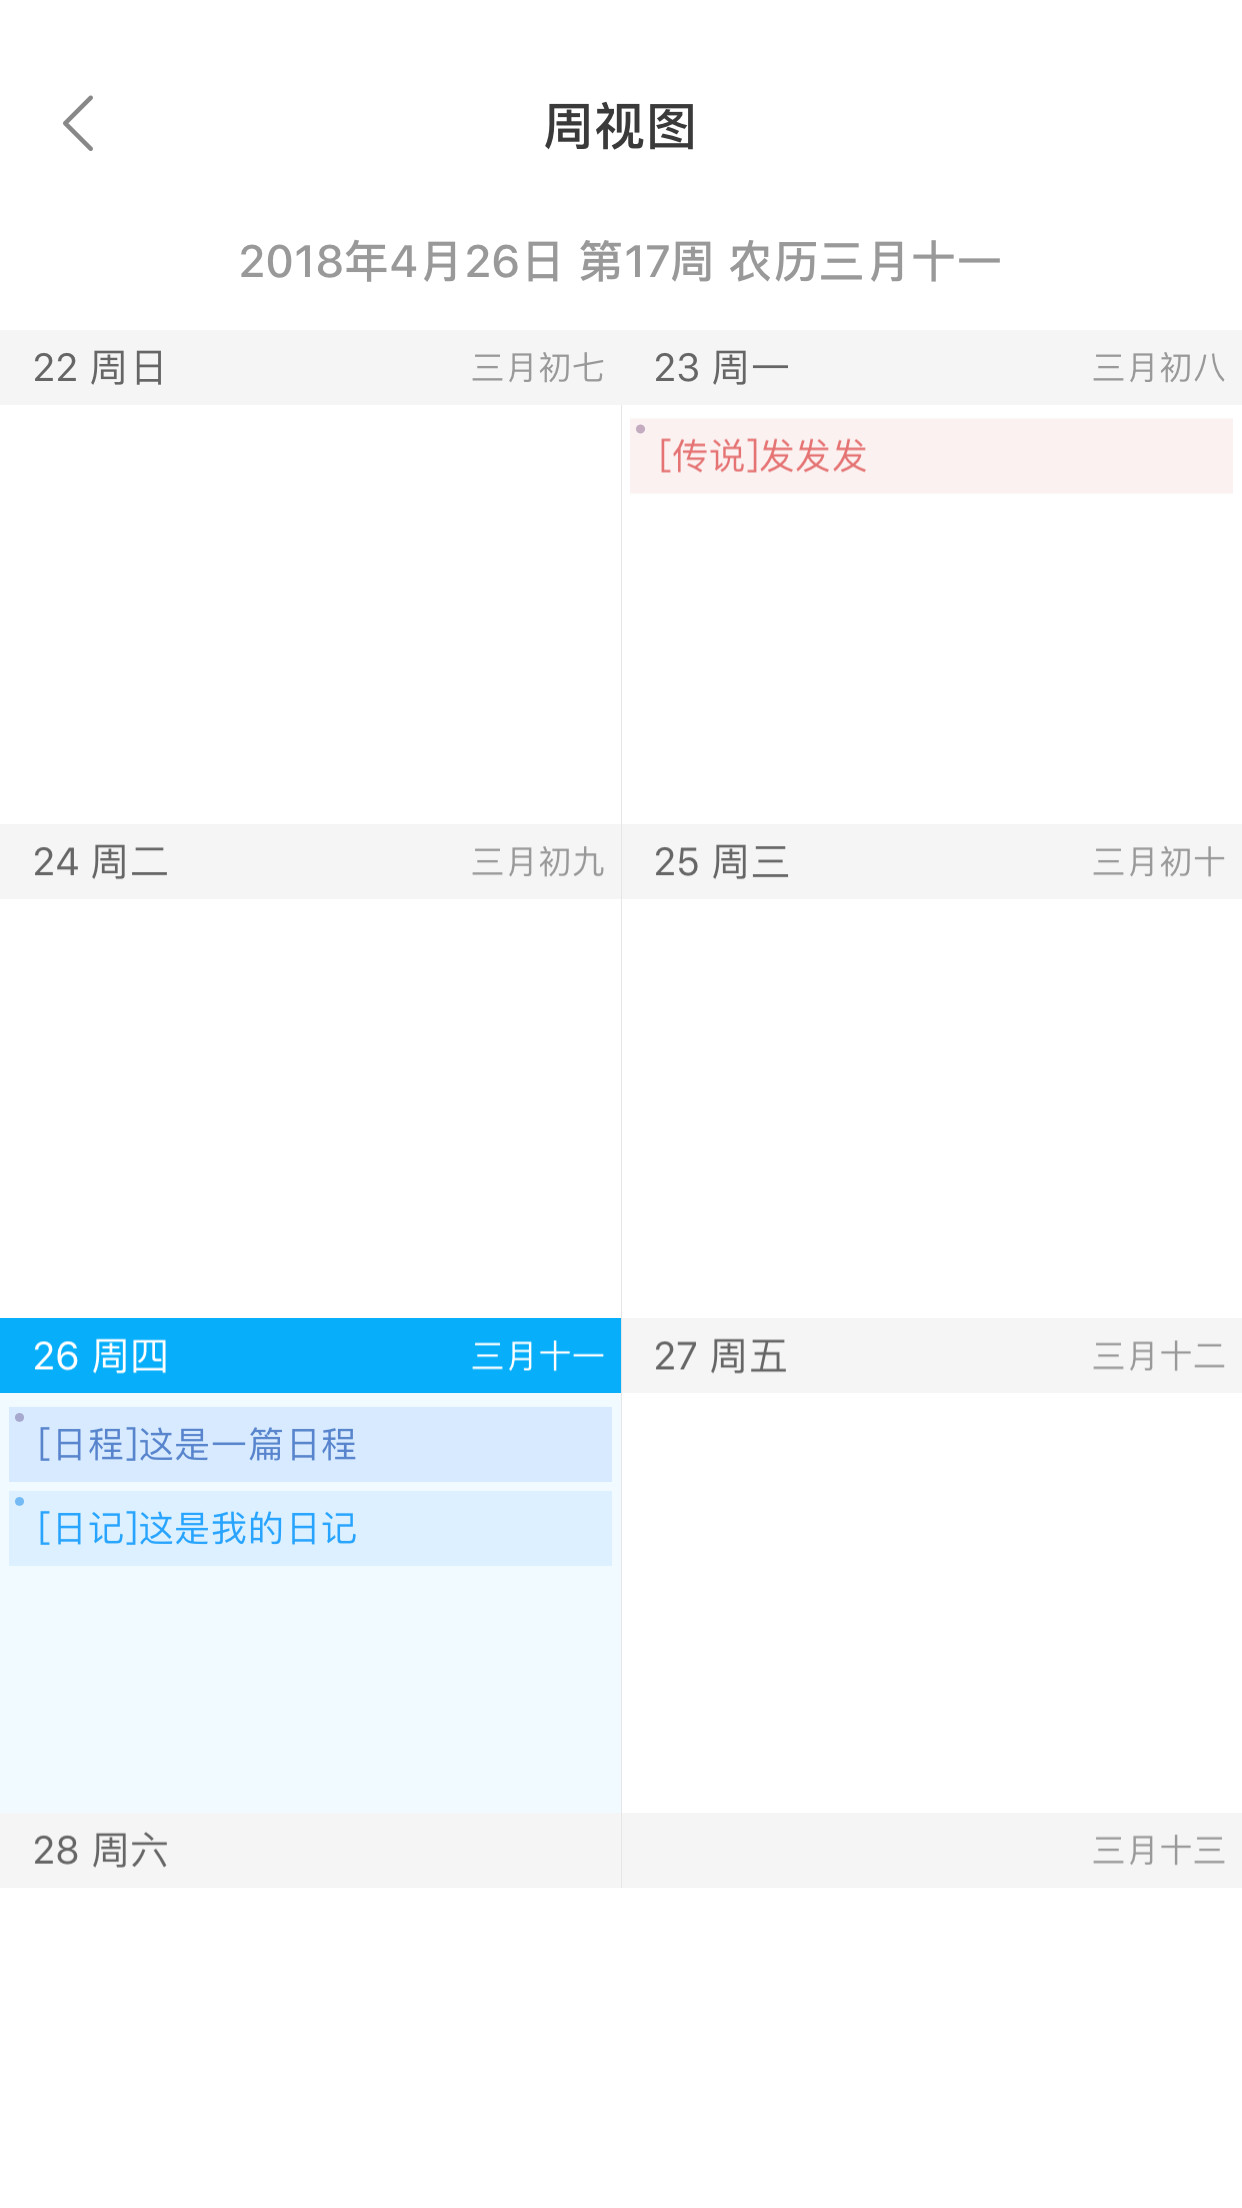 周视图
2018年4月26日 第17周 农历三月十一
22 周日 三月初七
23 周一 三月初八
[传说]发发发
24 周二 三月初九
25 周三 三月初十
26 周四 三月十一
27 周五 三月十二
[日程]这是一篇日程
[日记]这是我的日记
28 周六 三月十三